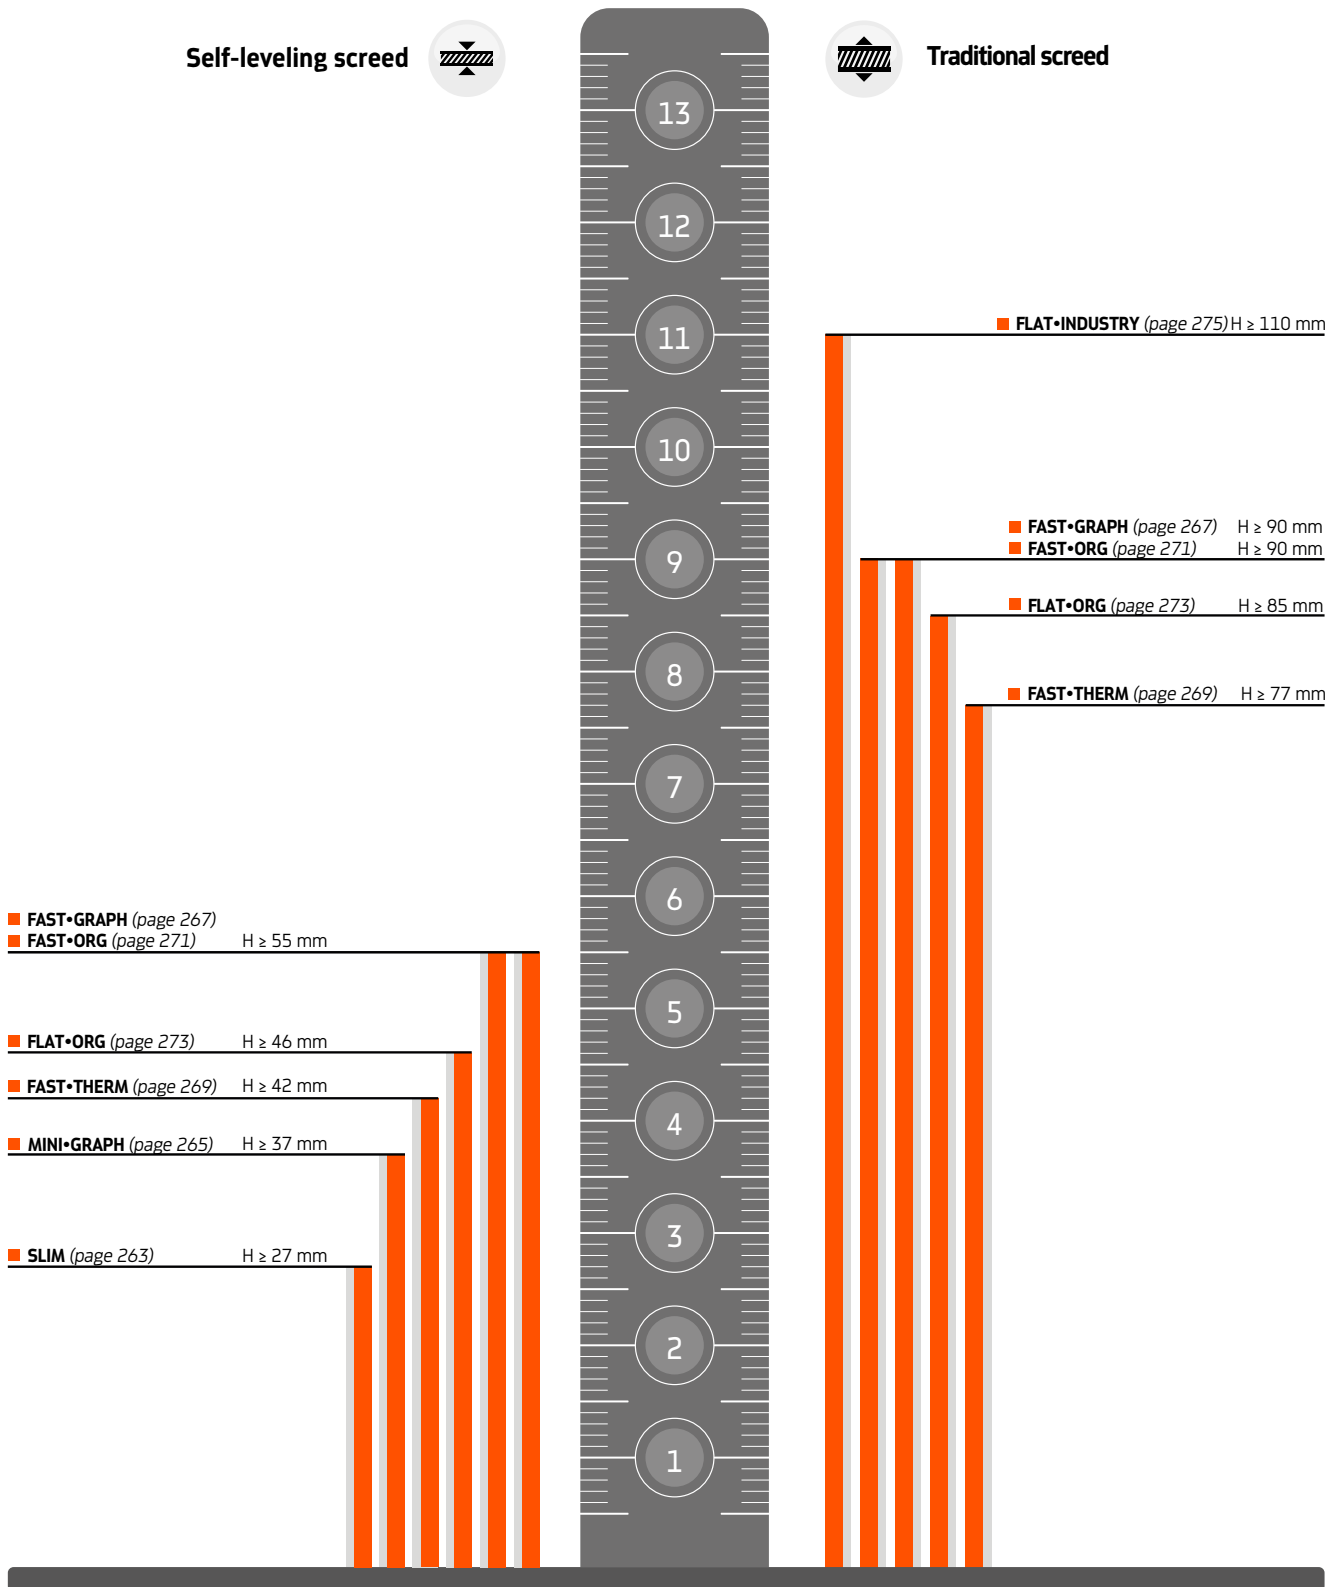 Self-leveling screed
Traditional screed
13
12
11
10
9
8
7
6
5
4
3
2
1
FAST•GRAPH (page 267)
FAST•ORG (page 271) H ≥ 55 mm
FLAT•ORG (page 273) H ≥ 46 mm
FAST•THERM (page 269) H ≥ 42 mm
MINI•GRAPH (page 265) H ≥ 37 mm
SLIM (page 263) H ≥ 27 mm
FLAT•INDUSTRY (page 275) H ≥ 110 mm
FAST•GRAPH (page 267) H ≥ 90 mm
FAST•ORG (page 271) H ≥ 90 mm
FLAT•ORG (page 273) H ≥ 85 mm
FAST•THERM (page 269) H ≥ 77 mm